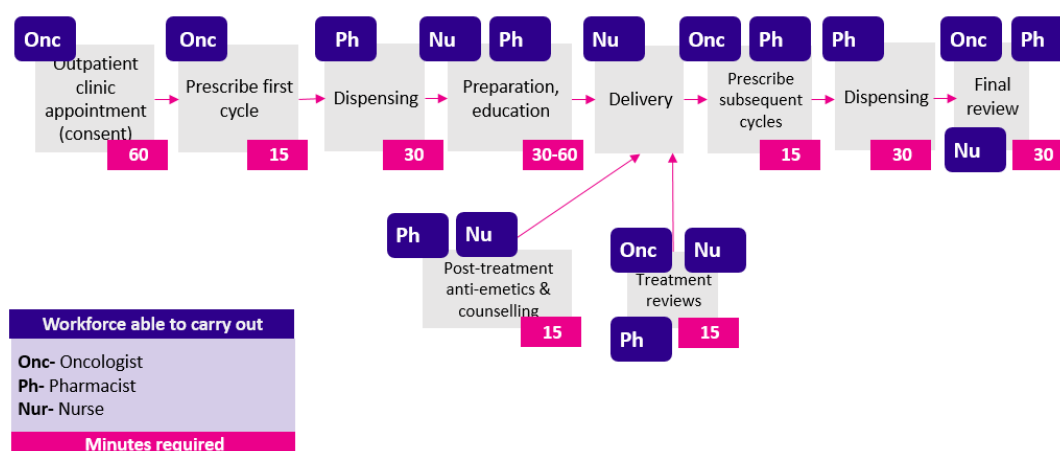 Onc
Outpatient
clinic
appointment
(consent)
60
Onc
Prescribe first
cycle
15
Ph
Dispensing
30
Nu
Ph
Preparation,
education
30-60
Nu
Delivery
Onc
Ph
Prescribe
subsequent
cycles
15
Ph
Dispensing
30
Onc
Ph
Final
review
Nu
30
Ph
Nu
Post-treatment
anti-emetics &
counselling
15
Onc
Nu
Treatment
reviews
Ph
15
Workforce able to carry out
Onc- Oncologist
Ph- Pharmacist
Nur- Nurse
Minutes required